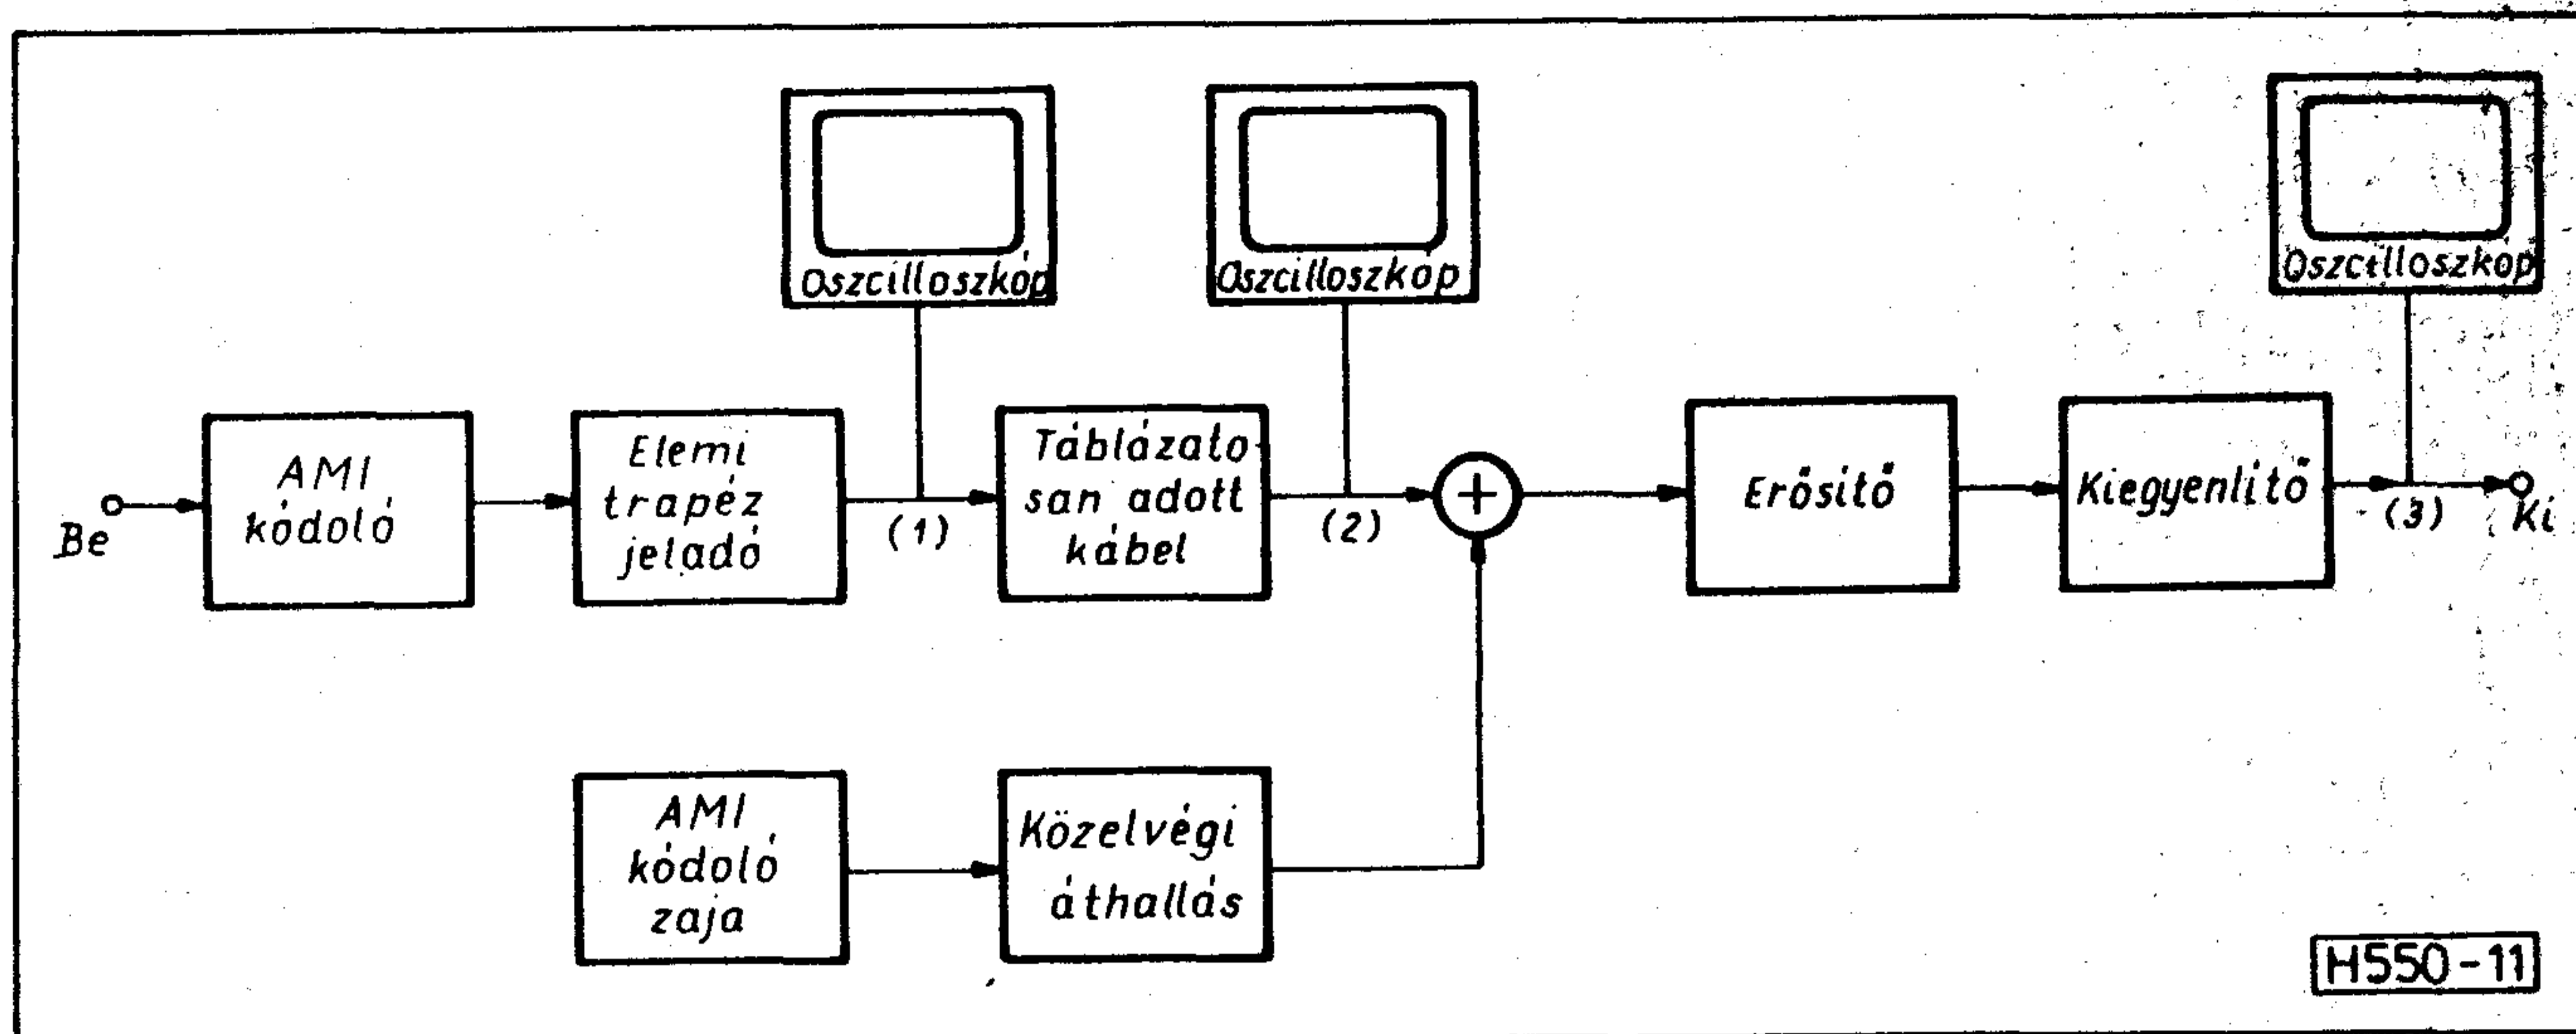 Oszcilloszkóp
Oszcilloszkóp
Oszcilloszkóp
Be
AMI
kódoló
Elemi
trapéz
jeladó
(1)
Táblázato-
san adott
kábel
(2)
Erősítő
Kiegyenlítő
(3)
Ki
AMI
kódoló
zaja
Közelvégi
áthallás
H550-11